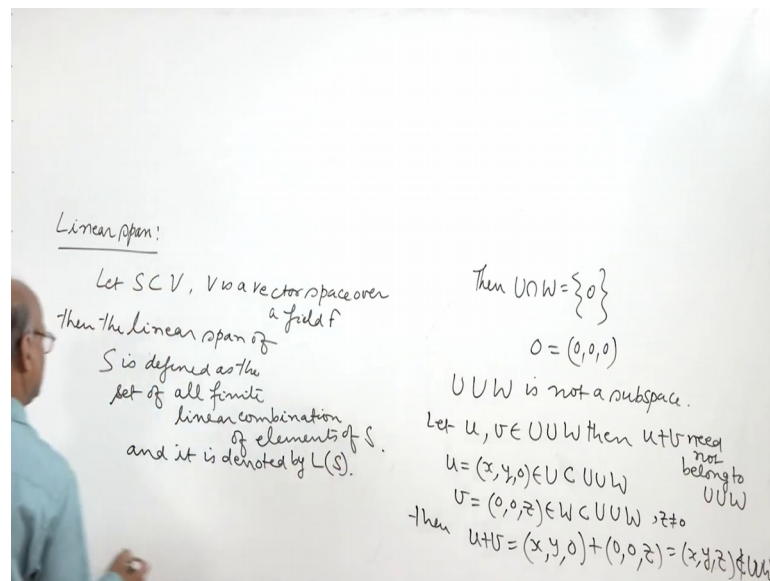 Linear span:
Let S⊂V, V is a vector space over
a field F
then the linear span of
S is defined as the
set of all finite
linear combination
of elements of S.
and it is denoted by L(S).
Then U∩W = {0}
0 = (0,0,0)
U∪W is not a subspace.
Let u, v ∈ U∪W then u+v need
not
belong to
U∪W
u = (x,y,0) ∈ U ⊂ U∪W
v = (0,0,z) ∈ W ⊂ U∪W, z≠0
then
u+v = (x,y,0)+(0,0,z) = (x,y,z) ∉